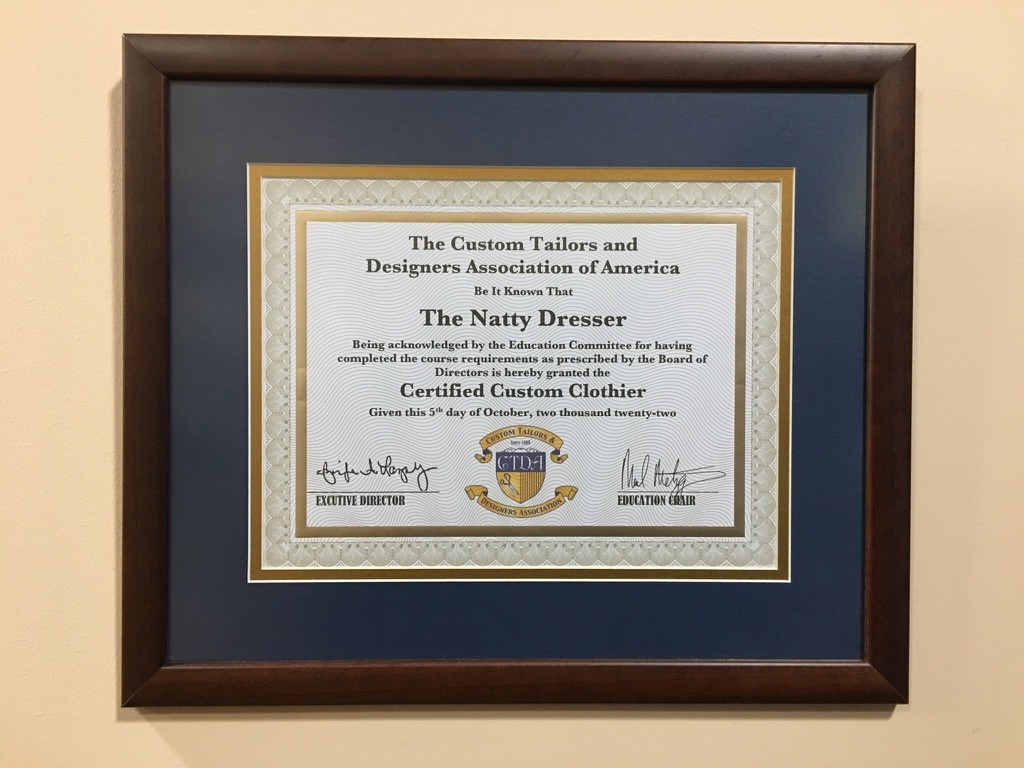 The Custom Tailors and
Designers Association of America
Be It Known That
The Natty Dresser
Being acknowledged by the Education Committee for having
completed the course requirements as prescribed by the Board of
Directors is hereby granted the
Certified Custom Clothier
Given this 5th day of October, two thousand twenty-two
CUSTOM TAILORS &
CTDA
DESIGNERS ASSOCIATION
EXCUTIVE DIRECTOR
EDUCATION CHAIR